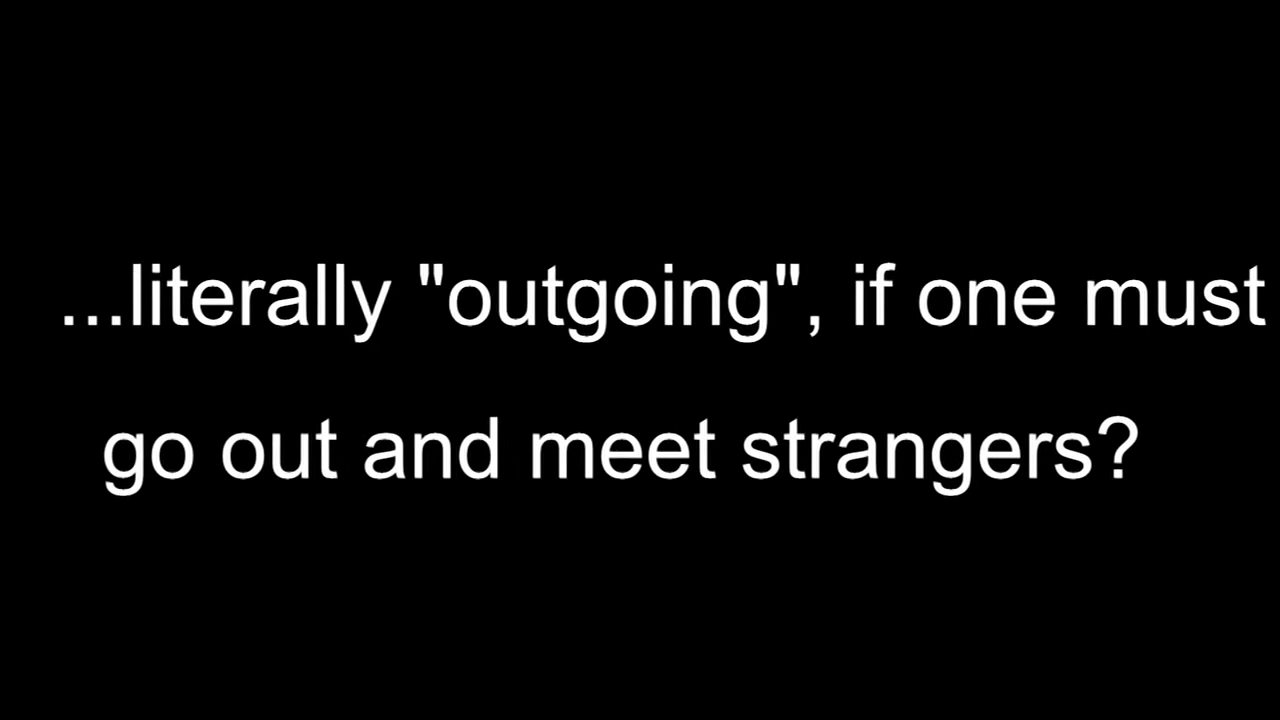 ...literally "outgoing", if one must
go out and meet strangers?